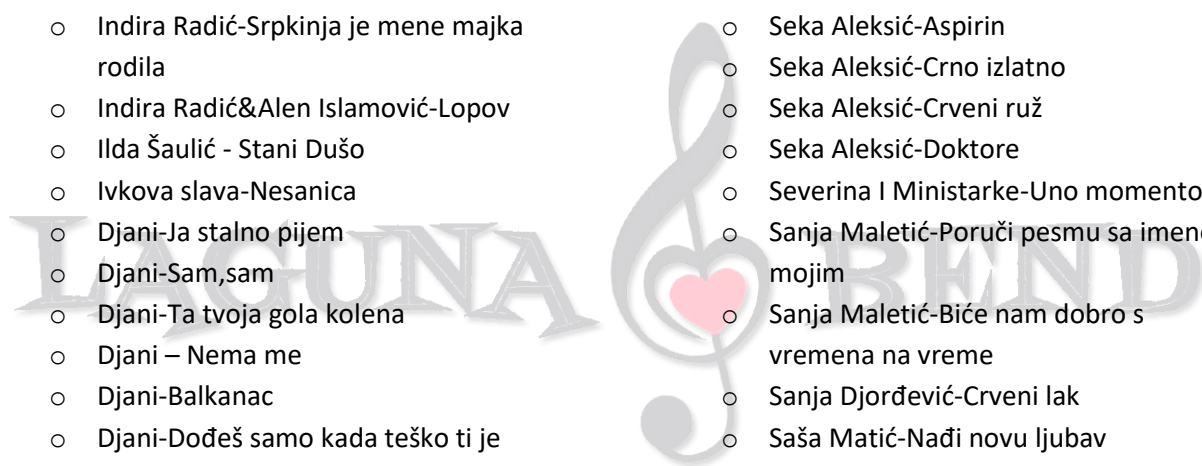 o Indira Radić-Srpkinja je mene majka
rodila
o Indira Radić&Alen Islamović-Lopov
o Ilda Šaulić - Stani Dušo
o Ivkova slava-Nesanica
o Djani-Ja stalno pijem
o Djani-Sam,sam
o Djani-Ta tvoja gola kolena
o Djani – Nema me
o Djani-Balkanac
o Djani-Dođeš samo kada teško ti je
o Seka Aleksić-Aspirin
o Seka Aleksić-Crno izlatno
o Seka Aleksić-Crveni ruž
o Seka Aleksić-Doktore
o Severina I Ministarke-Uno momento
o Sanja Maletić-Poruči pesmu sa
mojim
o Sanja Maletić-Biće nam dobro s
vremena na vreme
o Sanja Djorđević-Crveni lak
o Saša Matić-Nađi novu ljubav
LAGUNA BEND